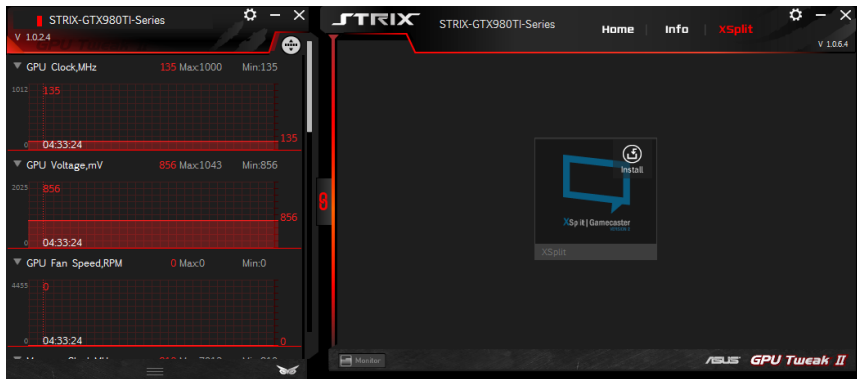 STRIX-GTX980TI-Series
V 1.0.2.4
GPU Tweak
GPU Clock,MHz 135 Max:1000 Min:135
1012 135
135
0 04:33:24
GPU Voltage,mV 856 Max:1043 Min:856
2025 856
856
0 04:33:24
GPU Fan Speed,RPM 0 Max:0 Min:0
4455 0
0
0 04:33:24
STRIX
STRIX-GTX980TI-Series
Home Info XSplit
V 1.0.6.4
Install
XSplit | Gamecaster
XSplit
Monitor
ASUS GPU Tweak II